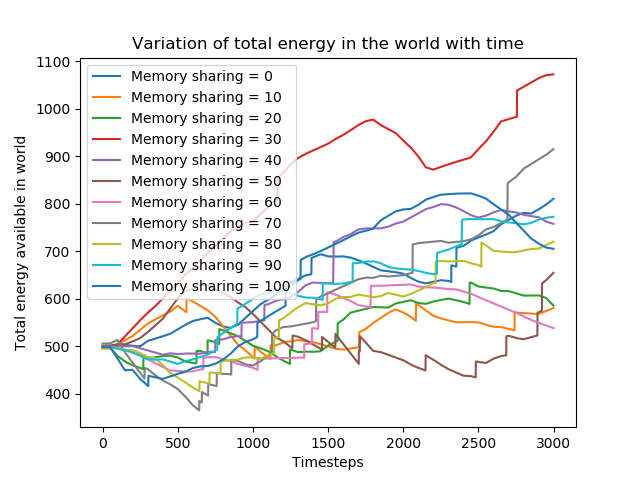 Variation of total energy in the world with time
Total energy available in world
1100
1000
900
800
700
600
500
400
Memory sharing = 0
Memory sharing = 10
Memory sharing = 20
Memory sharing = 30
Memory sharing = 40
Memory sharing = 50
Memory sharing = 60
Memory sharing = 70
Memory sharing = 80
Memory sharing = 90
Memory sharing = 100
0 500 1000 1500 2000 2500 3000
Timesteps